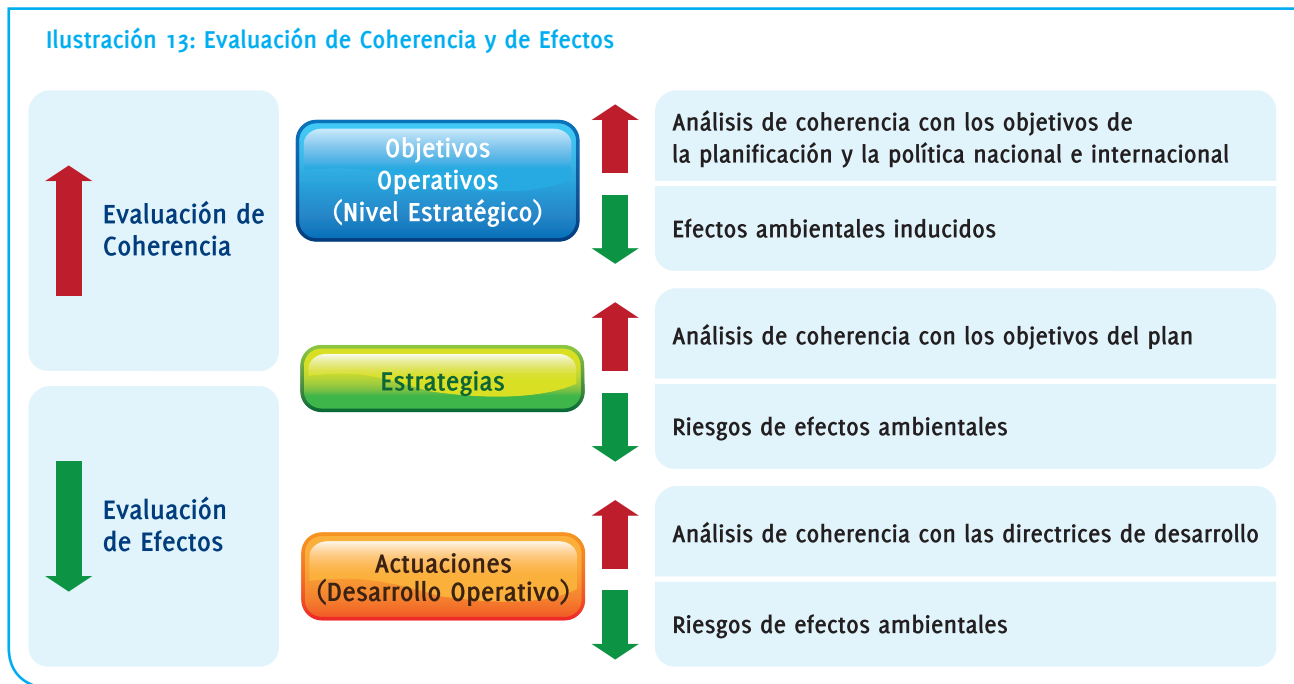 Ilustración 13: Evaluación de Coherencia y de Efectos
Evaluación de
Coherencia
Evaluación
de Efectos
Objetivos
Operativos
(Nivel Estratégico)
Análisis de coherencia con los objetivos de
la planificación y la política nacional e internacional
Efectos ambientales inducidos
Estrategias
Análisis de coherencia con los objetivos del plan
Riesgos de efectos ambientales
Actuaciones
(Desarrollo Operativo)
Análisis de coherencia con las directrices de desarrollo
Riesgos de efectos ambientales